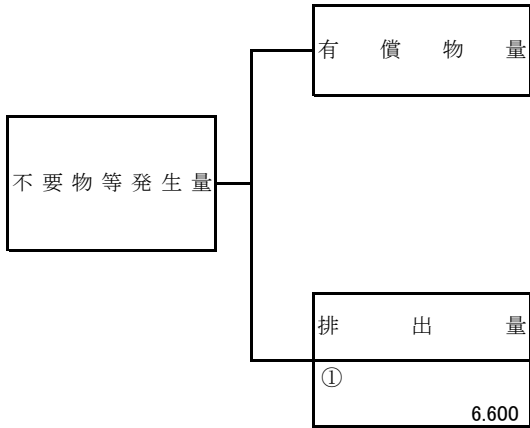 有償物量
不要物等発生量
排出量
①
6.600